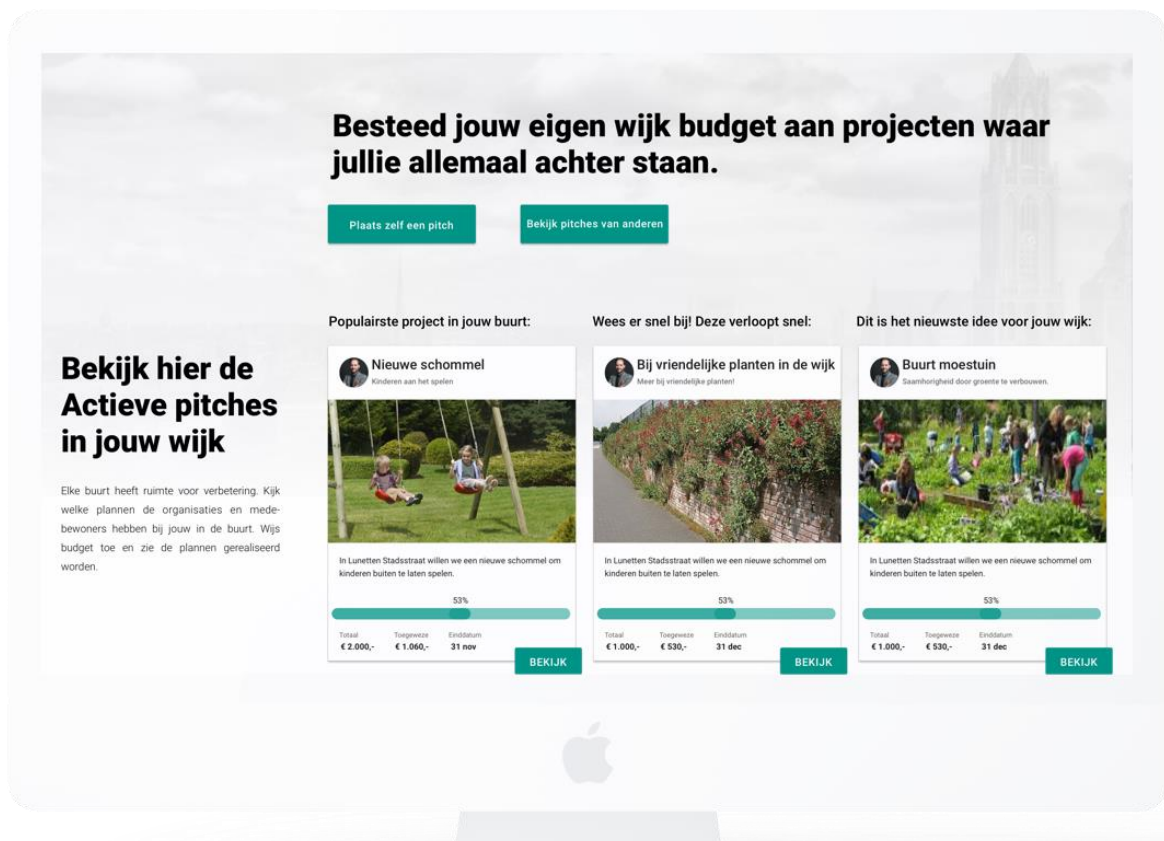 Besteed jouw eigen wijk budget aan projecten waar
jullie allemaal achter staan.
Plaats zelf een pitch
Bekijk pitches van anderen
Bekijk hier de
Actieve pitches
in jouw wijk
Elke buurt heeft ruimte voor verbetering. Kijk
welke plannen de organisaties en mede-
bewoners hebben bij jouw in de buurt. Wijs
budget toe en zie de plannen gerealiseerd
worden.
Populairste project in jouw buurt:
Nieuwe schommel
Kinderen aan het spelen
In Lunetten Stadsstraat willen we een nieuwe schommel om
kinderen buiten te laten spelen.
53%
Totaal Toegeweze Einddatum
€ 2.000,- € 1.060,- 31 nov
BEKIJK
Wees er snel bij! Deze verloopt snel:
Bij vriendelijke planten in de wijk
Meer bij vriendelijke planten!
In Lunetten Stadsstraat willen we een nieuwe schommel om
kinderen buiten te laten spelen.
53%
Totaal Toegeweze Einddatum
€ 1.000,- € 530,- 31 dec
BEKIJK
Dit is het nieuwste idee voor jouw wijk:
Buurt moestuin
Saamhorigheid door groente te verbouwen.
In Lunetten Stadsstraat willen we een nieuwe schommel om
kinderen buiten te laten spelen.
53%
Totaal Toegeweze Einddatum
€ 1.000,- € 530,- 31 dec
BEKIJK